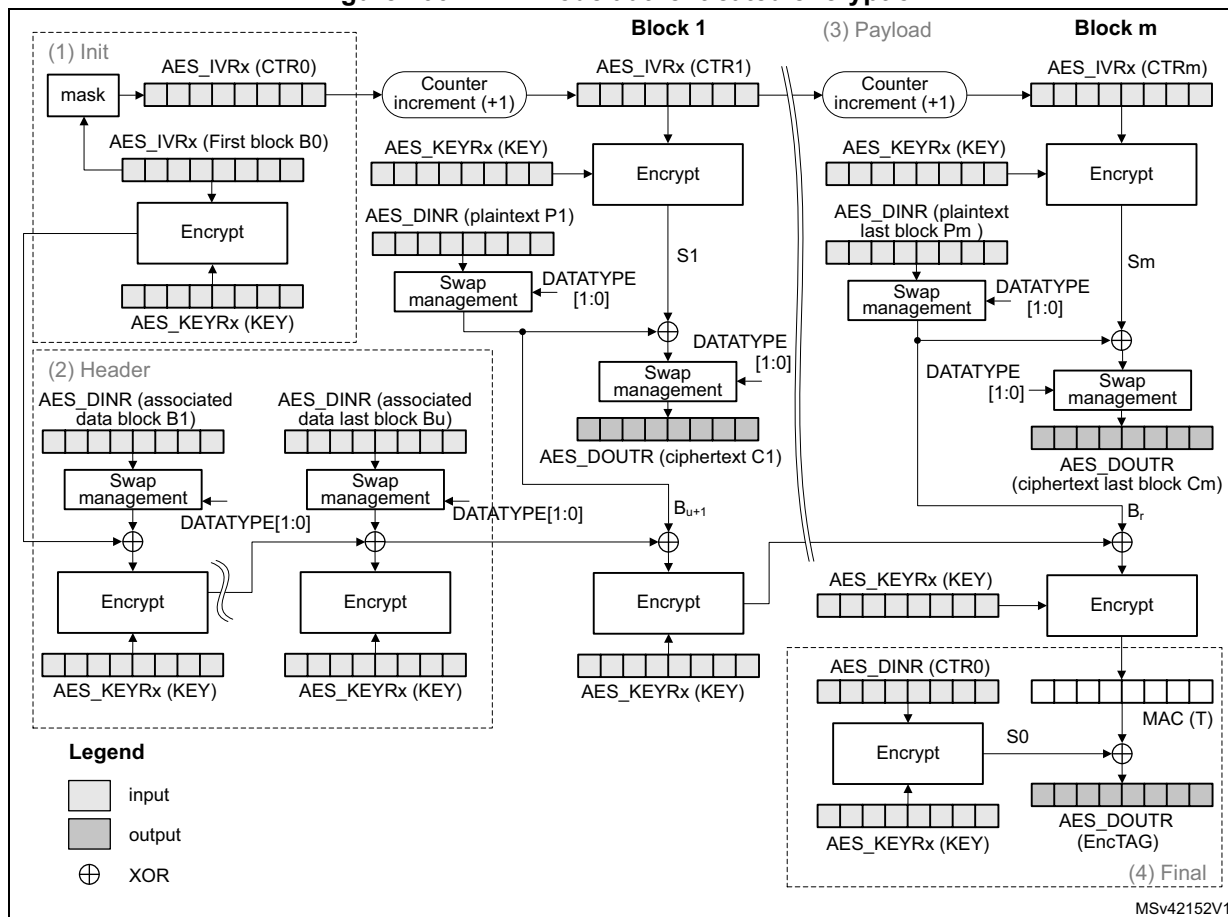 (1) Init
mask
AES_IVRx (CTR0)
AES_IVRx (First block B0)
Encrypt
AES_KEYRx (KEY)
Counter
increment (+1)
Block 1
AES_IVRx (CTR1)
AES_KEYRx (KEY)
Encrypt
AES_DINR (plaintext P1)
Swap
management
DATATYPE
[1:0]
S1
DATATYPE
[1:0]
Swap
management
AES_DOUTR (ciphertext C1)
(3) Payload
Counter
increment (+1)
Block m
AES_IVRx (CTRm)
AES_KEYRx (KEY)
Encrypt
AES_DINR (plaintext
last block Pm )
Swap
management
DATATYPE
[1:0]
Sm
DATATYPE
[1:0]
Swap
management
AES_DOUTR
(ciphertext last block Cm)
(2) Header
AES_DINR (associated
data block B1)
Swap
management
DATATYPE[1:0]
Encrypt
AES_KEYRx (KEY)
AES_DINR (associated
data last block Bu)
Swap
management
DATATYPE[1:0]
Encrypt
AES_KEYRx (KEY)
Bu+1
Encrypt
AES_KEYRx (KEY)
Br
AES_KEYRx (KEY)
Encrypt
AES_DINR (CTR0)
Encrypt
S0
AES_KEYRx (KEY)
MAC (T)
AES_DOUTR
(EncTAG)
(4) Final
Legend
input
output
XOR
MSv42152V1